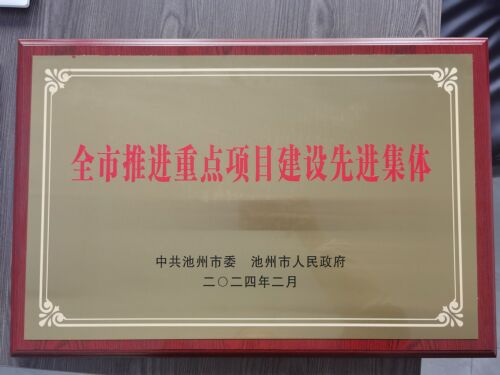 全市推进重点项目建设先进集体
中共池州市委 池州市人民政府
二〇二四年二月